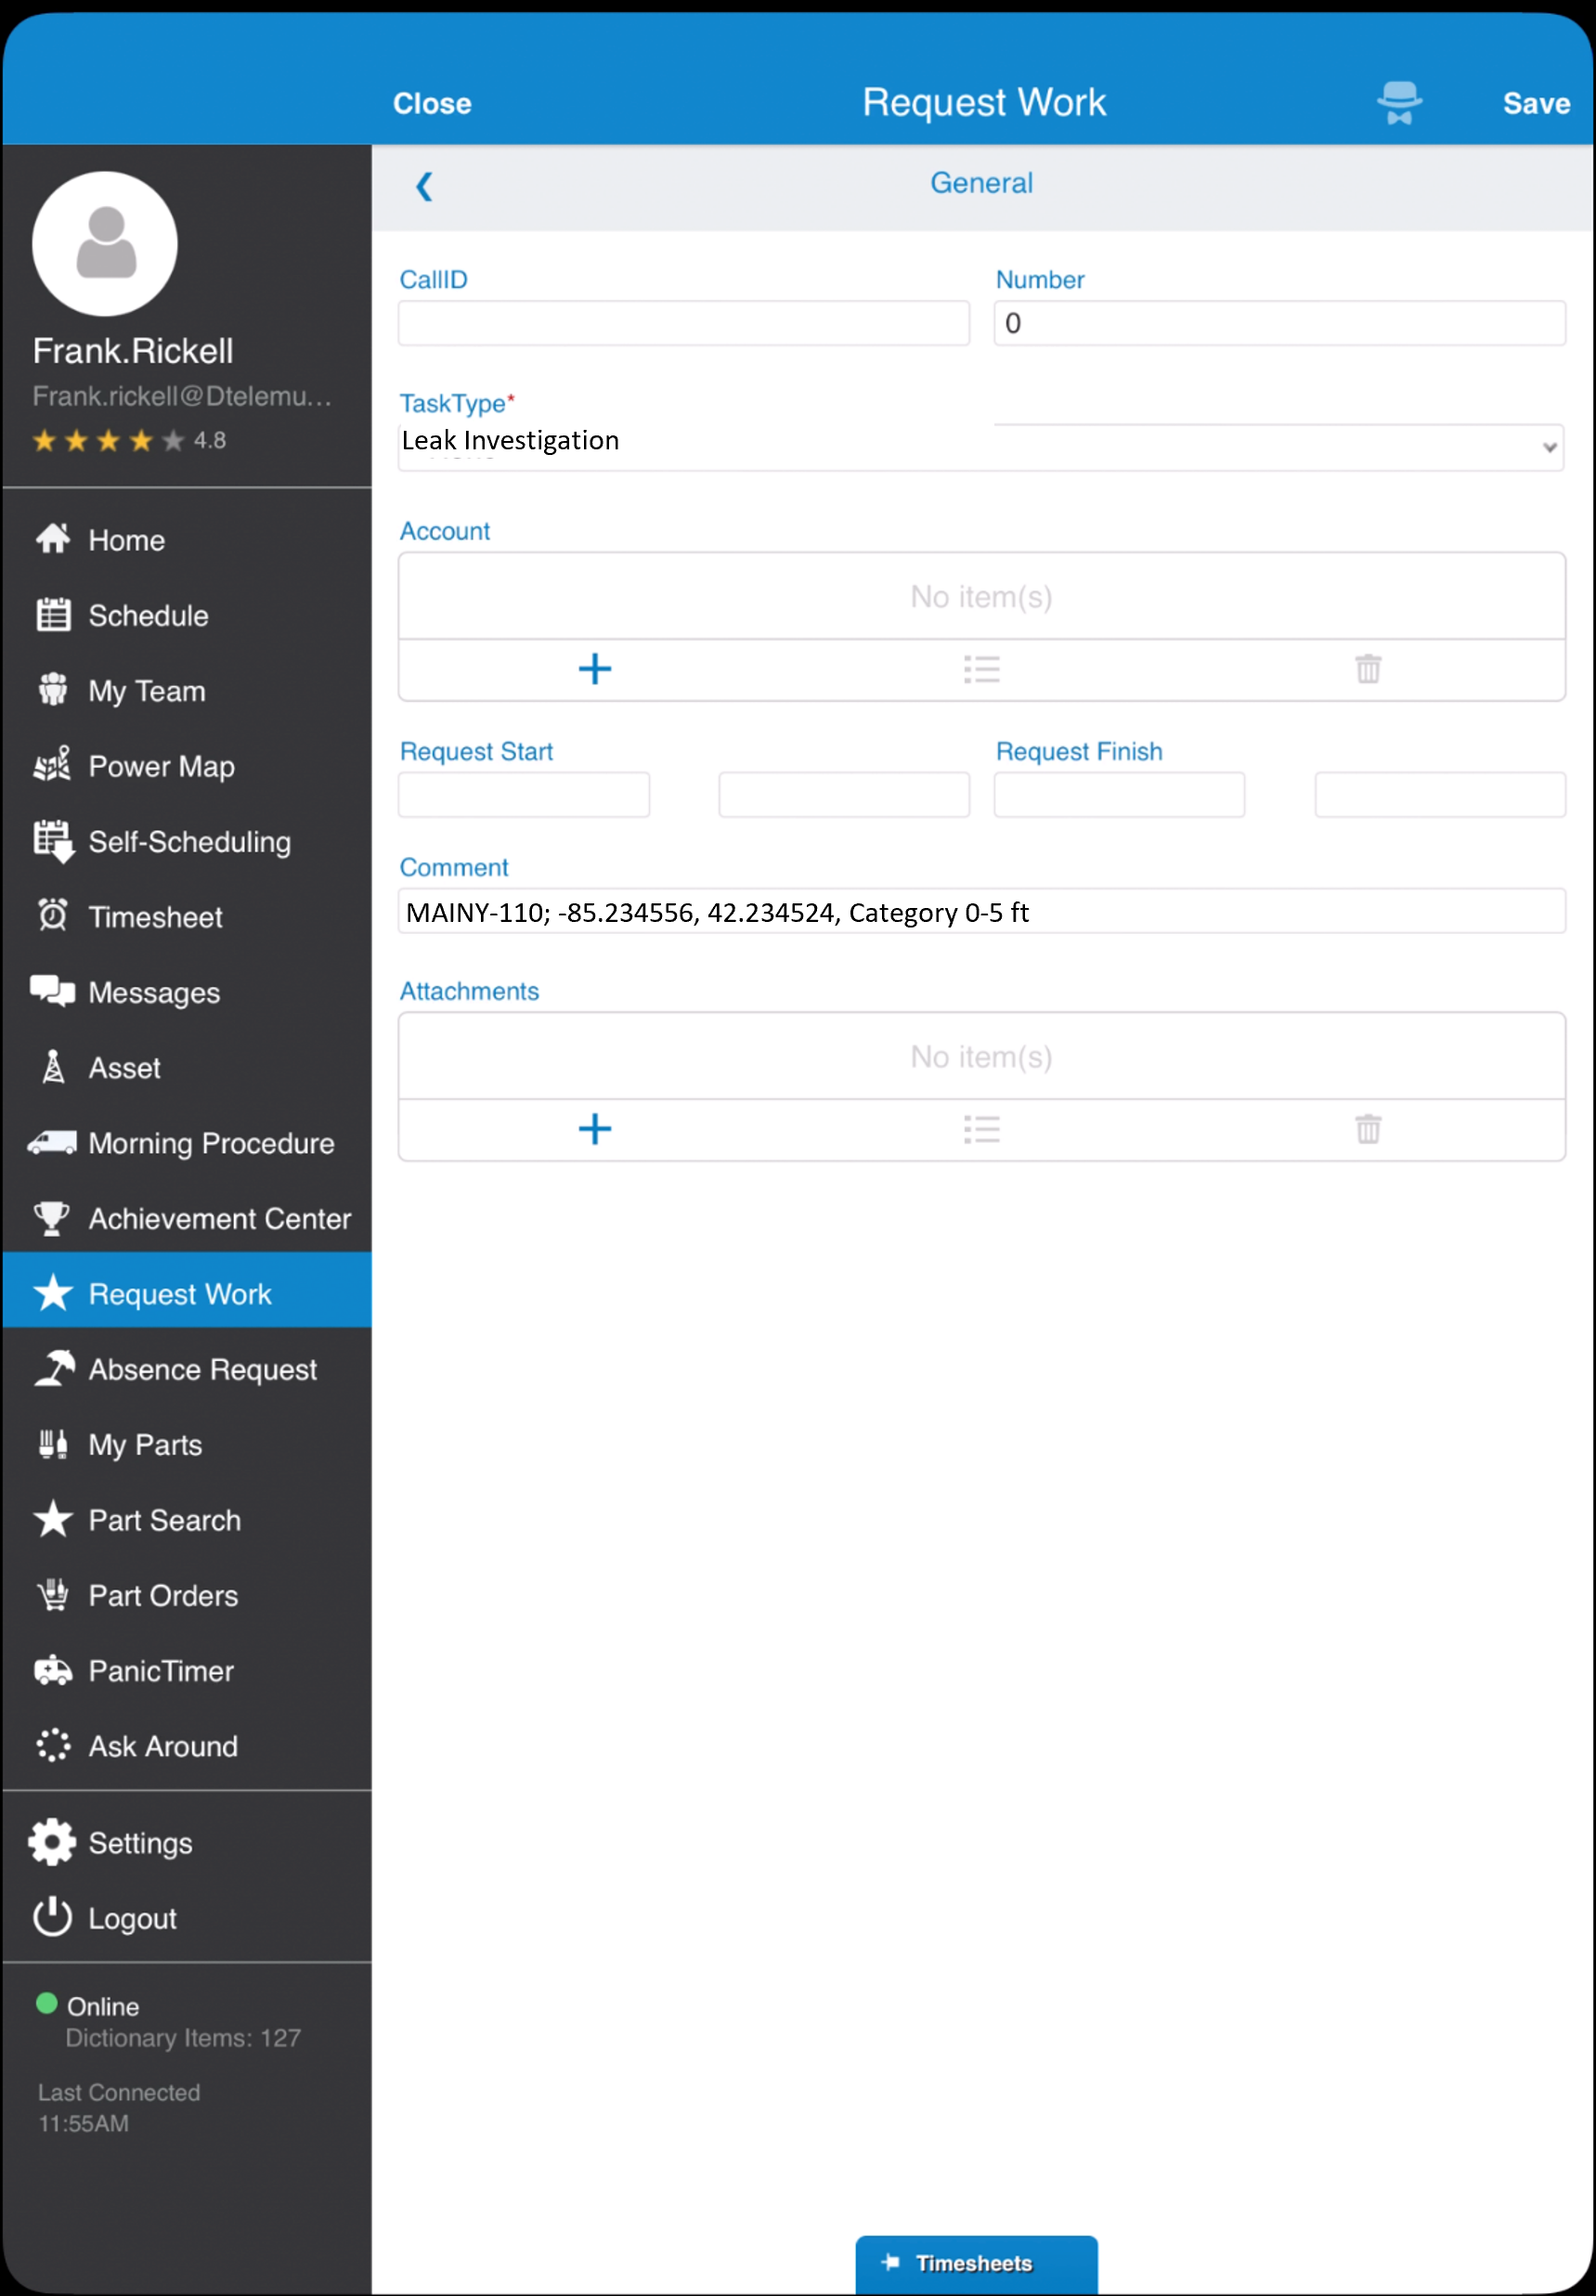 Close
Request Work
Save
Frank.Rickell
Frank.rickell@Dtelemu...
4.8
Home
Schedule
My Team
Power Map
Self-Scheduling
Timesheet
Messages
Asset
Morning Procedure
Achievement Center
Request Work
Absence Request
My Parts
Part Search
Part Orders
PanicTimer
Ask Around
Settings
Logout
Online
Dictionary Items: 127
Last Connected
11:55AM
General
CallID
Number
0
TaskType*
Leak Investigation
Account
No item(s)
Request Start
Request Finish
Comment
MAINY-110; -85.234556, 42.234524, Category 0-5 ft
Attachments
No item(s)
Timesheets